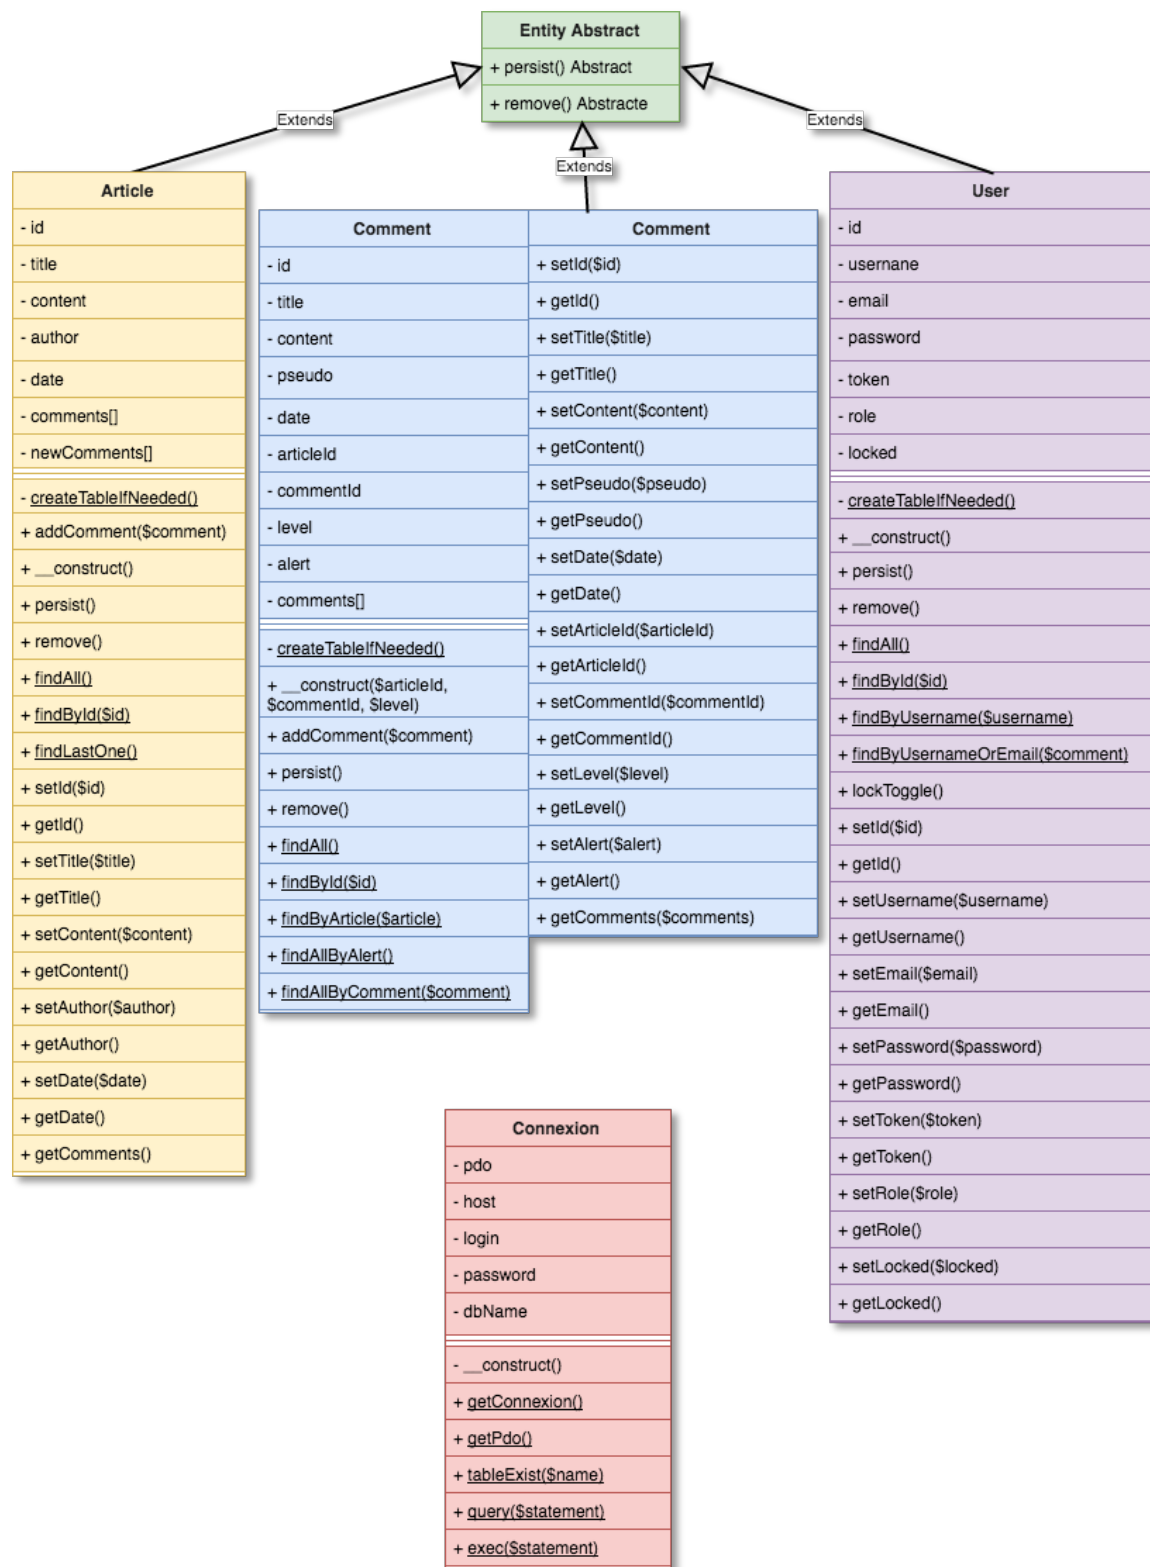 Entity Abstract
+ persist() Abstract
+ remove() Abstracte
Extends
Extends
Extends
Article
- id
- title
- content
- author
- date
- comments[]
- newComments[]
- createTableIfNeeded()
+ addComment($comment)
+ __construct()
+ persist()
+ remove()
+ findAll()
+ findById($id)
+ findLastOne()
+ setId($id)
+ getId()
+ setTitle($title)
+ getTitle()
+ setContent($content)
+ getContent()
+ setAuthor($author)
+ getAuthor()
+ setDate($date)
+ getDate()
+ getComments()
Comment
- id
- title
- content
- pseudo
- date
- articleId
- commentId
- level
- alert
- comments[]
- createTableIfNeeded()
+ __construct($articleId,
$commentId, $level)
+ addComment($comment)
+ persist()
+ remove()
+ findAll()
+ findById($id)
+ findByArticle($article)
+ findAllByAlert()
+ findAllByComment($comment)
Comment
+ setId($id)
+ getId()
+ setTitle($title)
+ getTitle()
+ setContent($content)
+ getContent()
+ setPseudo($pseudo)
+ getPseudo()
+ setDate($date)
+ getDate()
+ setArticleId($articleId)
+ getArticleId()
+ setCommentId($commentId)
+ getCommentId()
+ setLevel($level)
+ getLevel()
+ setAlert($alert)
+ getAlert()
+ getComments($comments)
User
- id
- usernane
- email
- password
- token
- role
- locked
- createTableIfNeeded()
+ __construct()
+ persist()
+ remove()
+ findAll()
+ findById($id)
+ findByUsername($username)
+ findByUsernameOrEmail($comment)
+ lockToggle()
+ setId($id)
+ getId()
+ setUsername($username)
+ getUsername()
+ setEmail($email)
+ getEmail()
+ setPassword($password)
+ getPassword()
+ setToken($token)
+ getToken()
+ setRole($role)
+ getRole()
+ setLocked($locked)
+ getLocked()
Connexion
- pdo
- host
- login
- password
- dbName
- __construct()
+ getConnexion()
+ getPdo()
+ tableExist($name)
+ query($statement)
+ exec($statement)